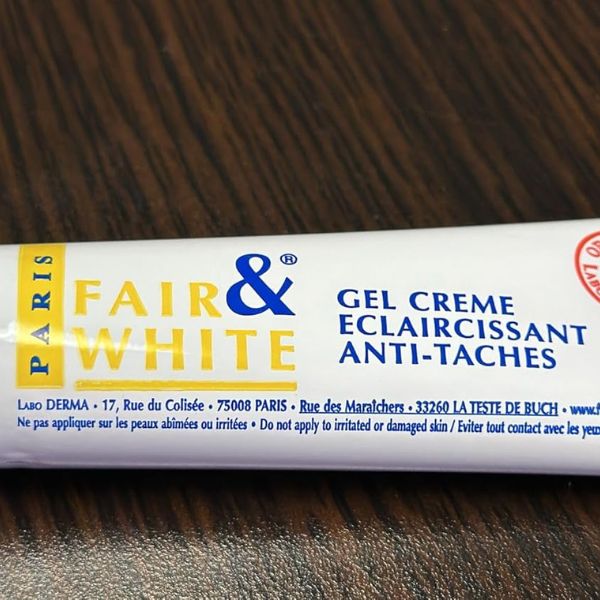 PARIS
FAIR & ®
WHITE
GEL CREME
ECLAIRCISSANT
ANTI-TACHES
LABO DERMA • 17, Rue du Colisée • 75008 PARIS • Rue des Maraîchers • 33260 LA TESTE DE BUCH •
Ne pas appliquer sur les peaux abimées ou irritées • Do not apply to irritated or damaged skin / Eviter tout contact avec les yeux